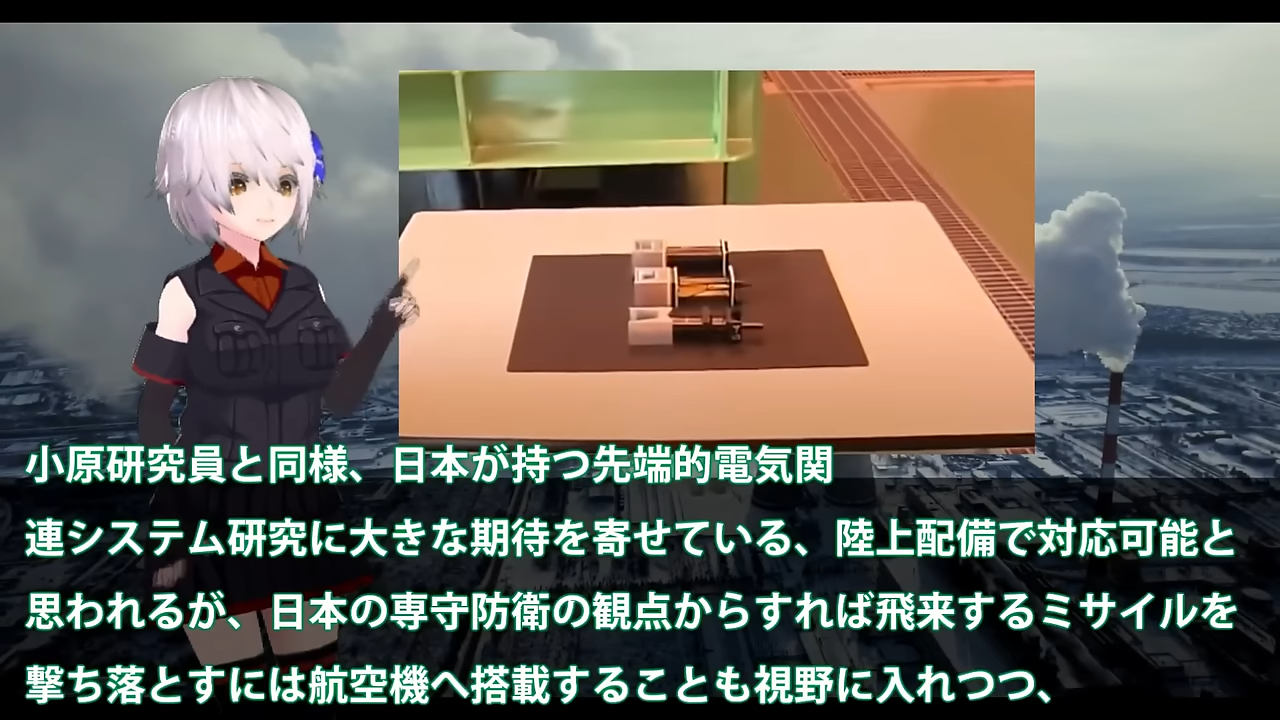 小原研究員と同様、日本が持つ先端的電気関
連システム研究に大きな期待を寄せている、陸上配備で対応可能と
思われるが、日本の専守防衛の観点からすれば飛来するミサイルを
撃ち落とすには航空機へ搭載することも視野に入れつつ、